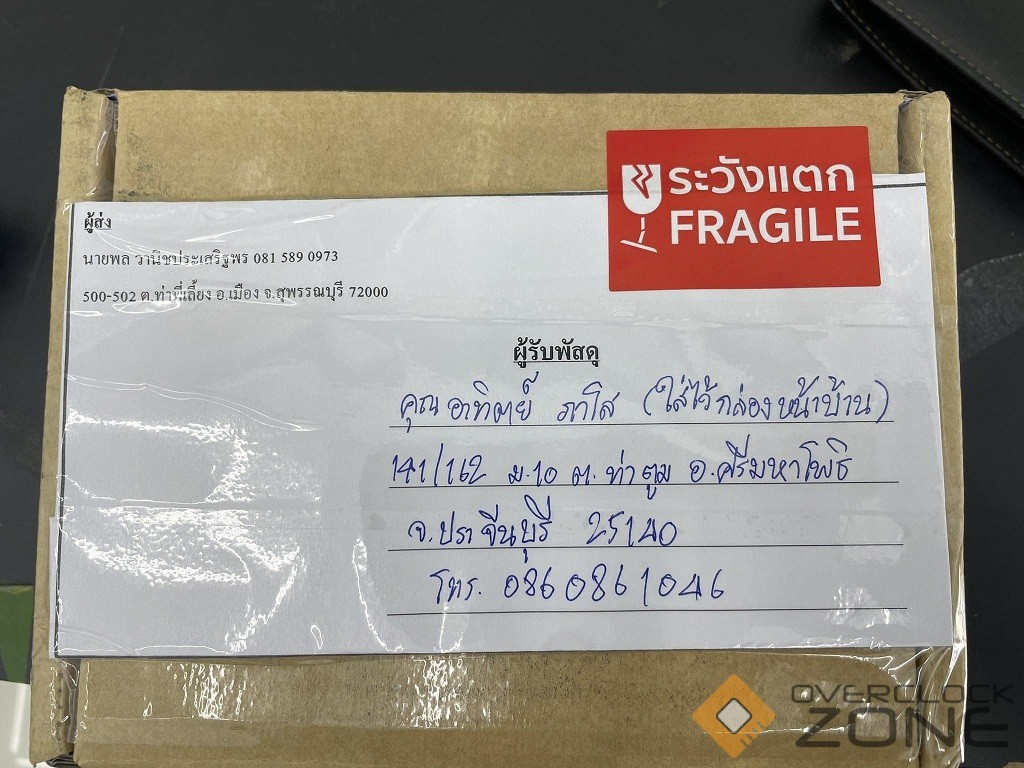 ระวังแตก
FRAGILE
ผู้ส่ง
นายพล วานิชประเสริฐพร 081 589 0973
500-502 ต.ท่าพี่เลี้ยง อ.เมือง จ.สุพรรณบุรี 72000
ผู้รับพัสดุ
คุณ อาทิตย์ ภาโส (ใส่ไว้กล่องหน้าบ้าน)
141/162 ม.10 ต.ท่าตูม อ.ศรีมหาโพธิ
จ.ปราจีนบุรี 25140
โทร. 0860861046
OVERCLOCK
ZONE